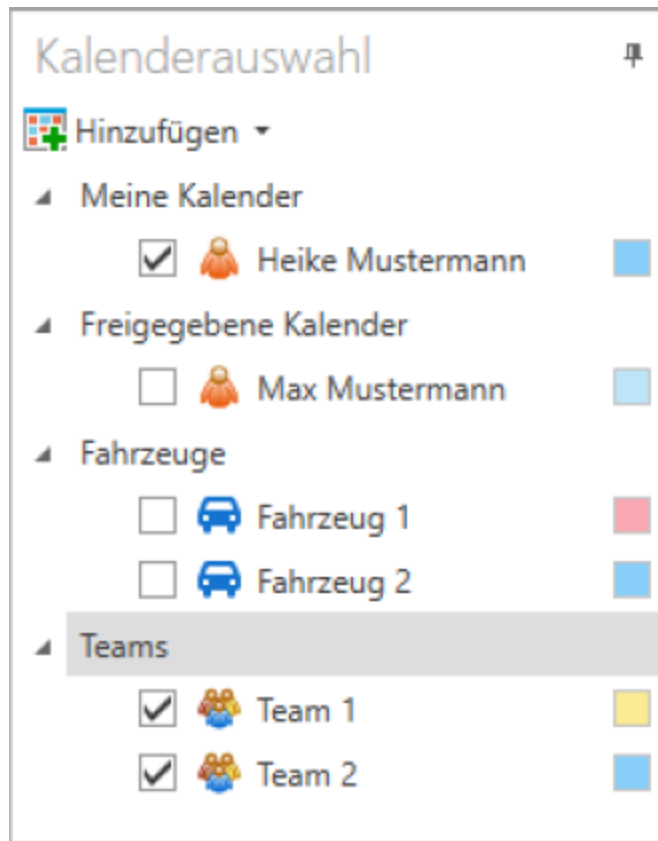 Kalenderauswahl
Hinzufügen
Meine Kalender
Heike Mustermann
Freigegebene Kalender
Max Mustermann
Fahrzeuge
Fahrzeug 1
Fahrzeug 2
Teams
Team 1
Team 2